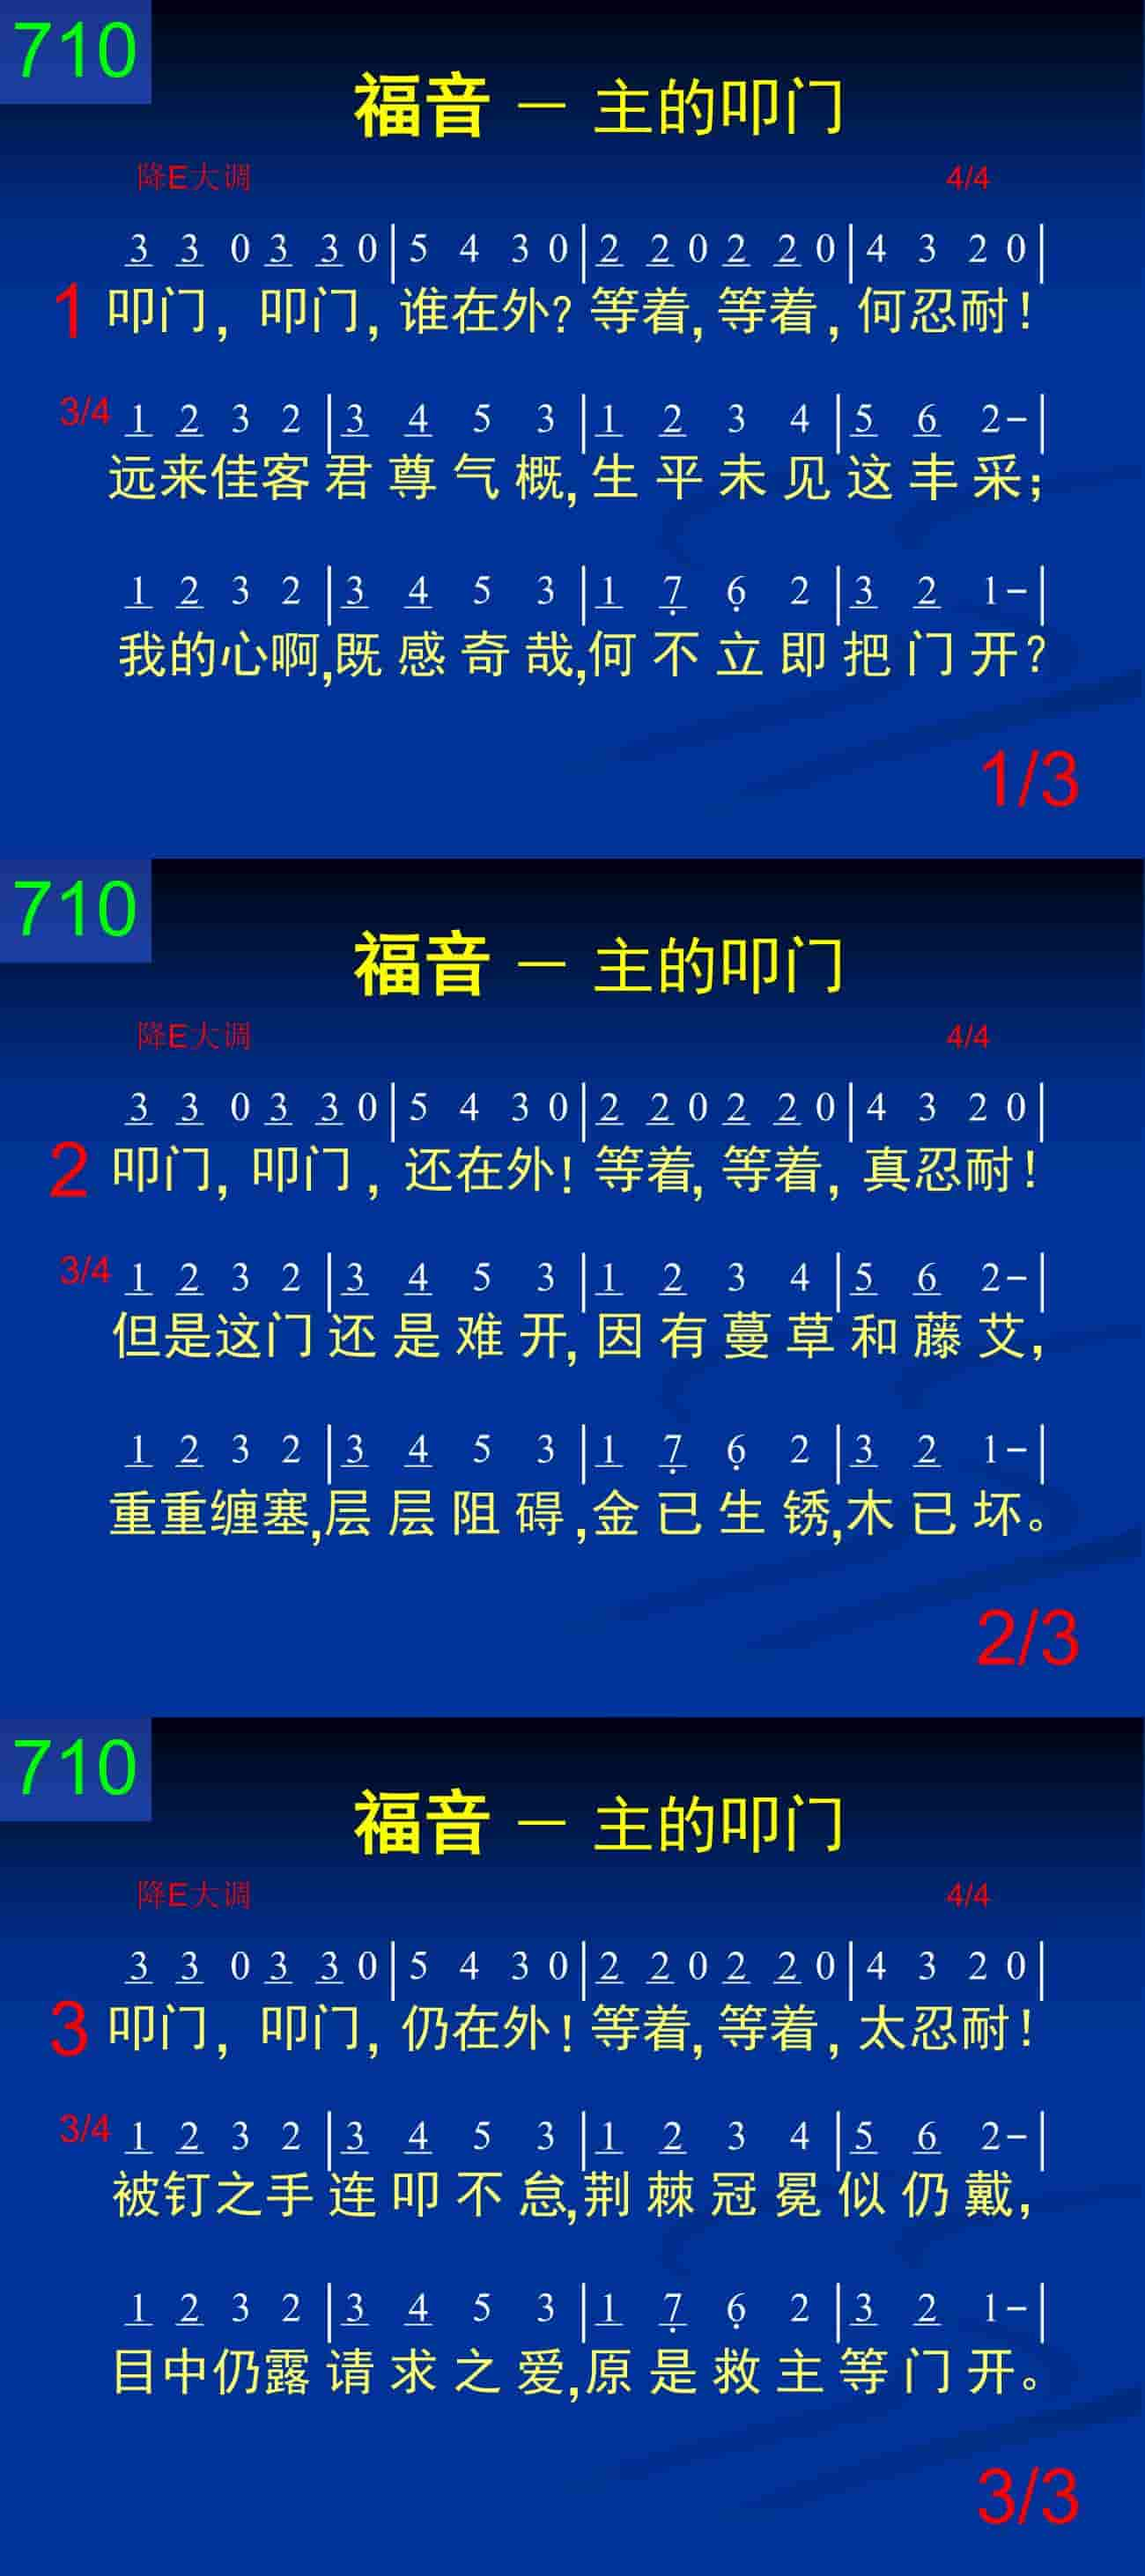 710
福音 － 主的叩门
降E大调 4/4
3 3 0 3 3 0|5 4 3 0|2 2 0 2 2 0|4 3 2 0|
1 叩门, 叩门, 谁在外? 等着, 等着, 何忍耐!
3/4 1 2 3 2|3 4 5 3|1 2 3 4|5 6 2-|
远来佳客君尊气概,生平未见这丰采;
1 2 3 2|3 4 5 3|1 7 6 2|3 2 1-|
我的心啊,既感奇哉,何不立即把门开?
1/3
710
福音 － 主的叩门
降E大调 4/4
3 3 0 3 3 0|5 4 3 0|2 2 0 2 2 0|4 3 2 0|
2 叩门, 叩门, 还在外! 等着, 等着, 真忍耐!
3/4 1 2 3 2|3 4 5 3|1 2 3 4|5 6 2-|
但是这门还是难开,因有蔓草和藤艾,
1 2 3 2|3 4 5 3|1 7 6 2|3 2 1-|
重重缠塞,层层阻碍,金已生锈,木已坏。
2/3
710
福音 － 主的叩门
降E大调 4/4
3 3 0 3 3 0|5 4 3 0|2 2 0 2 2 0|4 3 2 0|
3 叩门, 叩门, 仍在外! 等着, 等着, 太忍耐!
3/4 1 2 3 2|3 4 5 3|1 2 3 4|5 6 2-|
被钉之手连叩不怠,荆棘冠冕似仍戴,
1 2 3 2|3 4 5 3|1 7 6 2|3 2 1-|
目中仍露请求之爱,原是救主等门开。
3/3